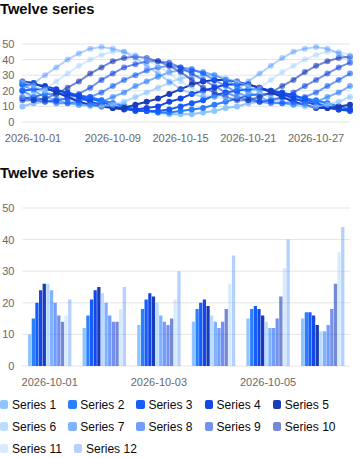 Twelve series
50
40
30
20
10
0
2026-10-01 2026-10-09 2026-10-15 2026-10-21 2026-10-27
Twelve series
50
40
30
20
10
0
2026-10-01 2026-10-03 2026-10-05
Series 1 Series 2 Series 3 Series 4 Series 5
Series 6 Series 7 Series 8 Series 9 Series 10
Series 11 Series 12